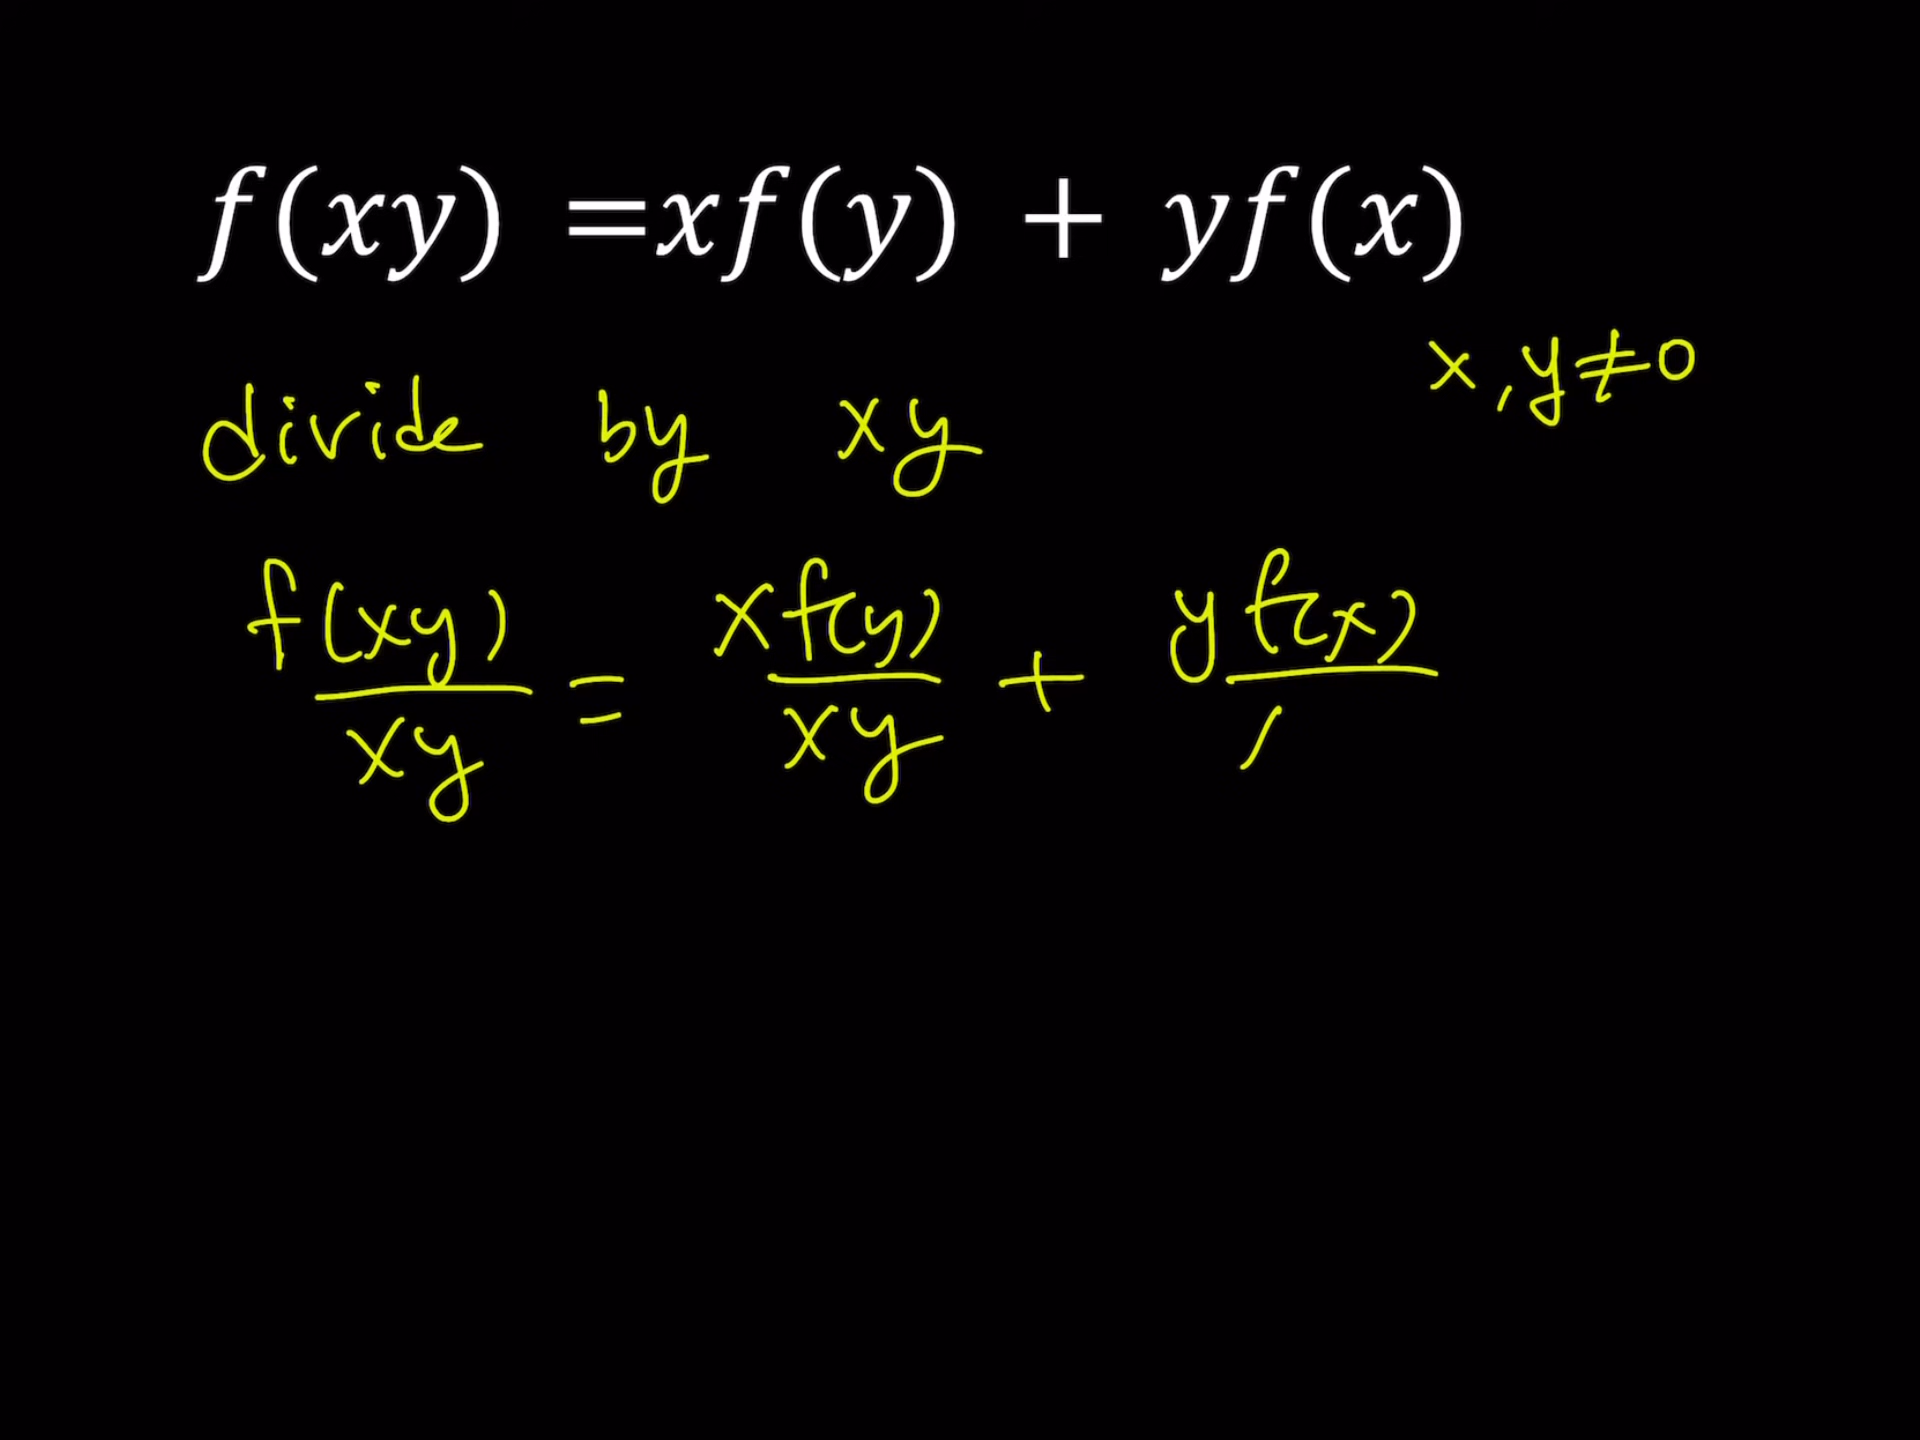 f(xy) =xf(y) + yf(x)
x,y≠0
divide by xy
f(xy)/xy = xf(y)/xy + yf(x)/